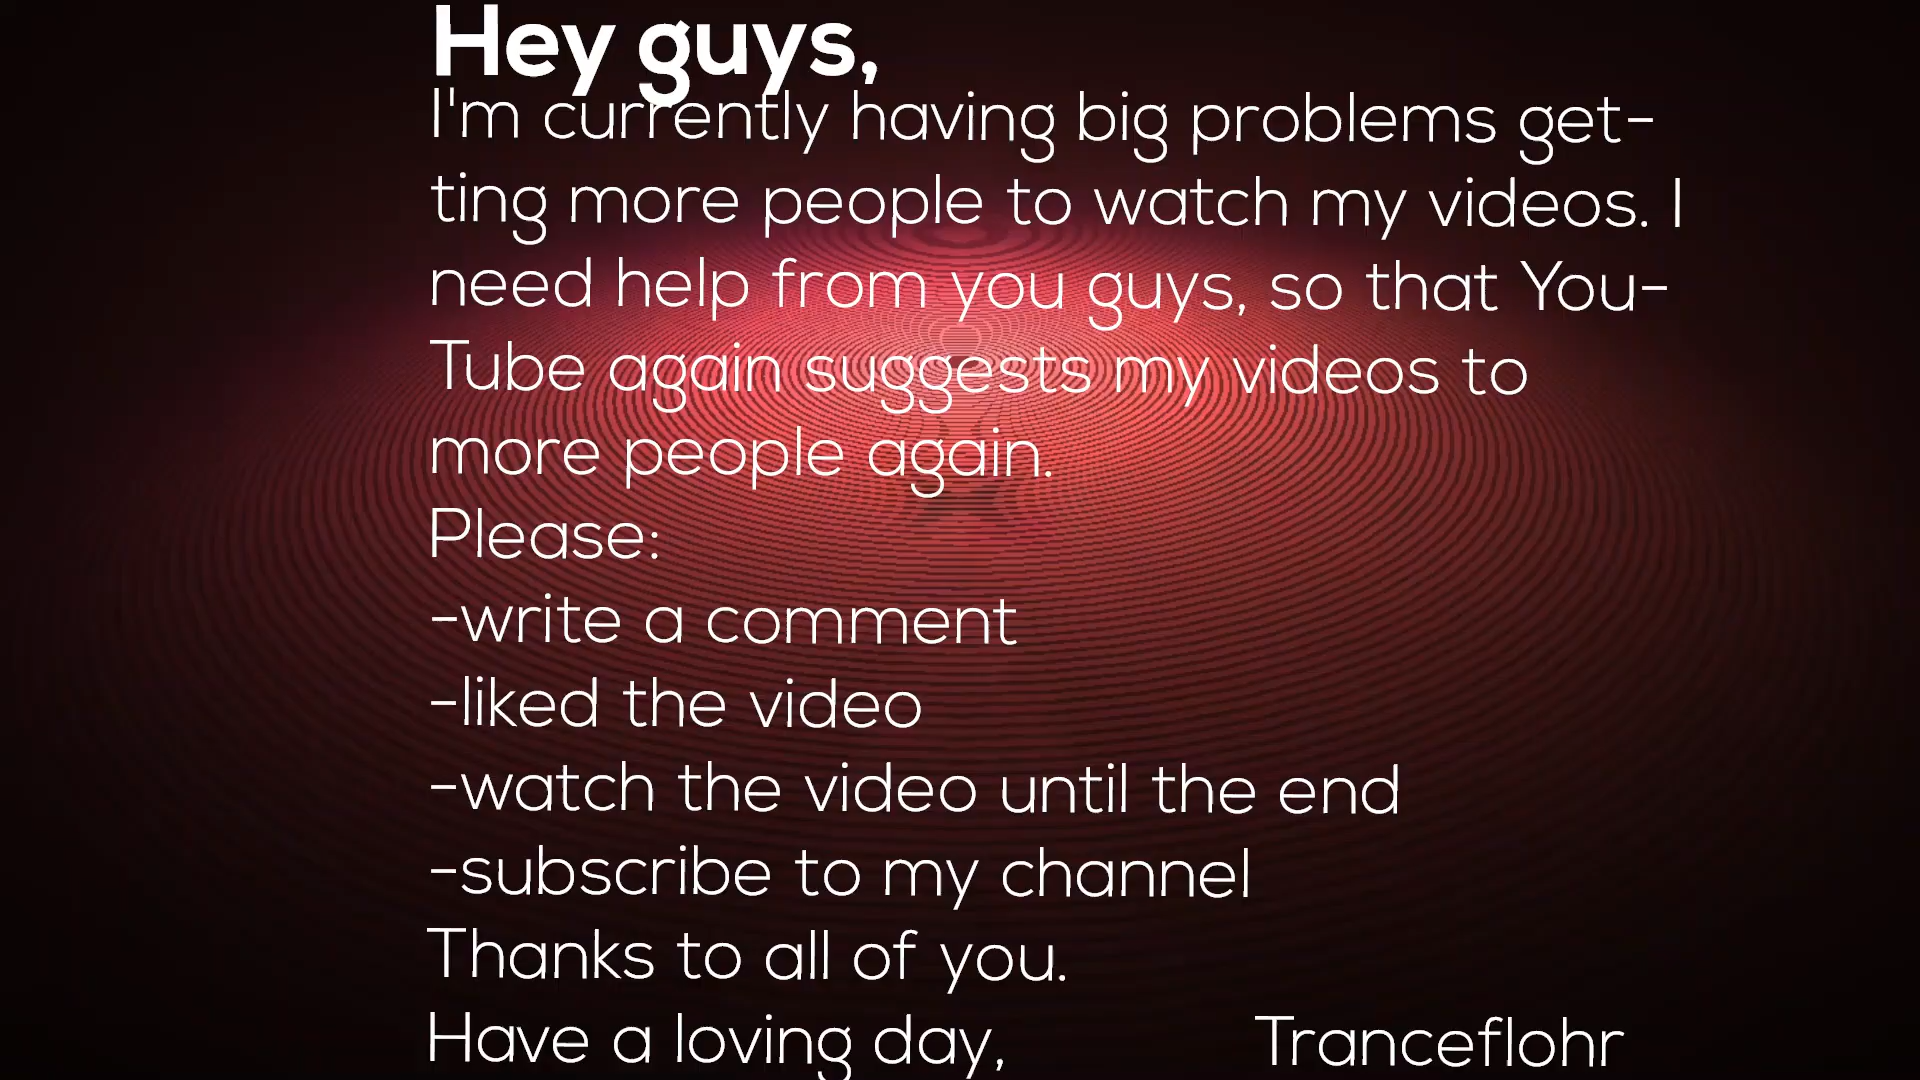 Hey guys,
I'm currently having big problems get-
ting more people to watch my videos. I
need help from you guys, so that You-
Tube again suggests my videos to
more people again.
Please:
-write a comment
-liked the video
-watch the video until the end
-subscribe to my channel
Thanks to all of you.
Have a loving day, Tranceflohr